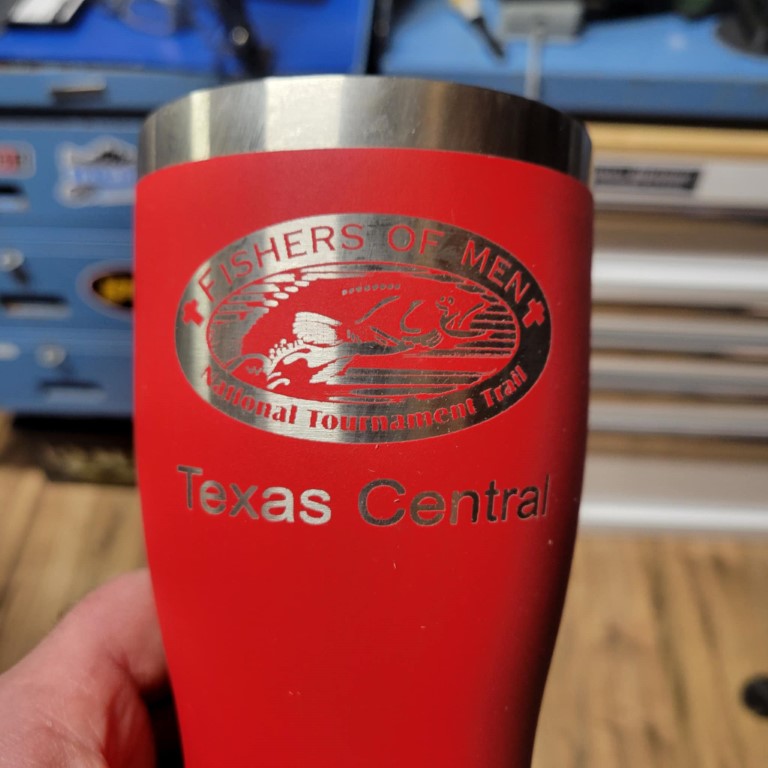 FISHERS OF MEN
National Tournament Trail
Texas Central